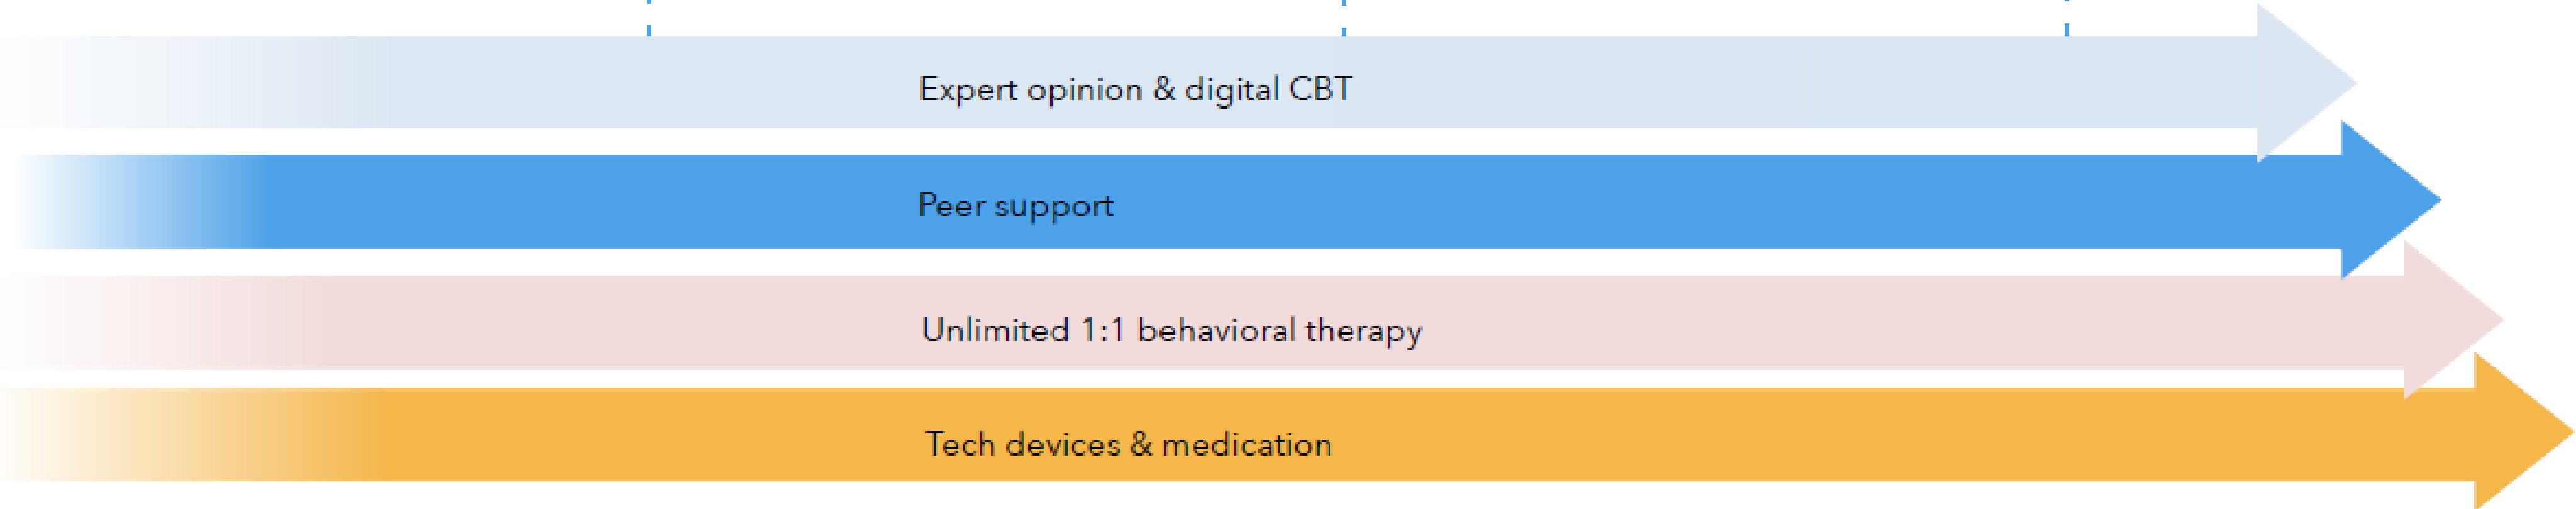 Expert opinion & digital CBT
Peer support
Unlimited 1:1 behavioral therapy
Tech devices & medication